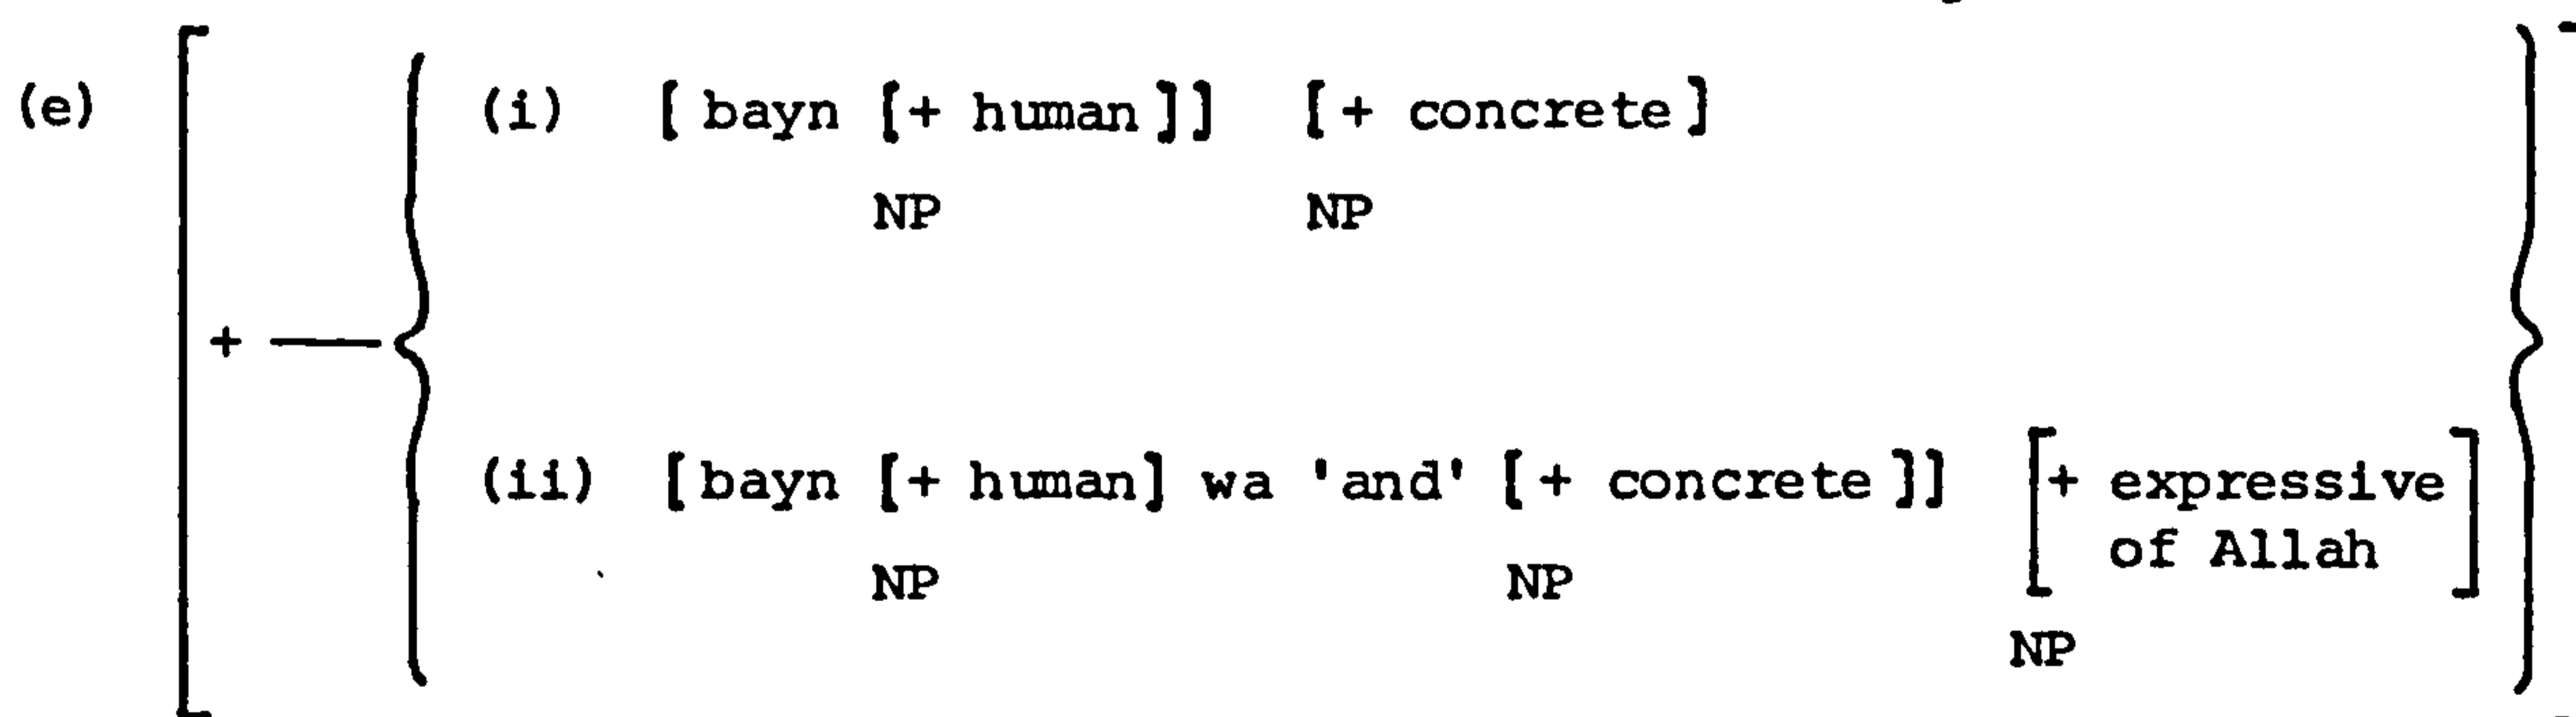 (e) [ + — { (i) [ bayn [+ human ]] [+ concrete ]
NP NP
(ii) [bayn [+ human] wa 'and' [+ concrete ]] [+ expressive
of Allah ] } ]
NP NP
NP